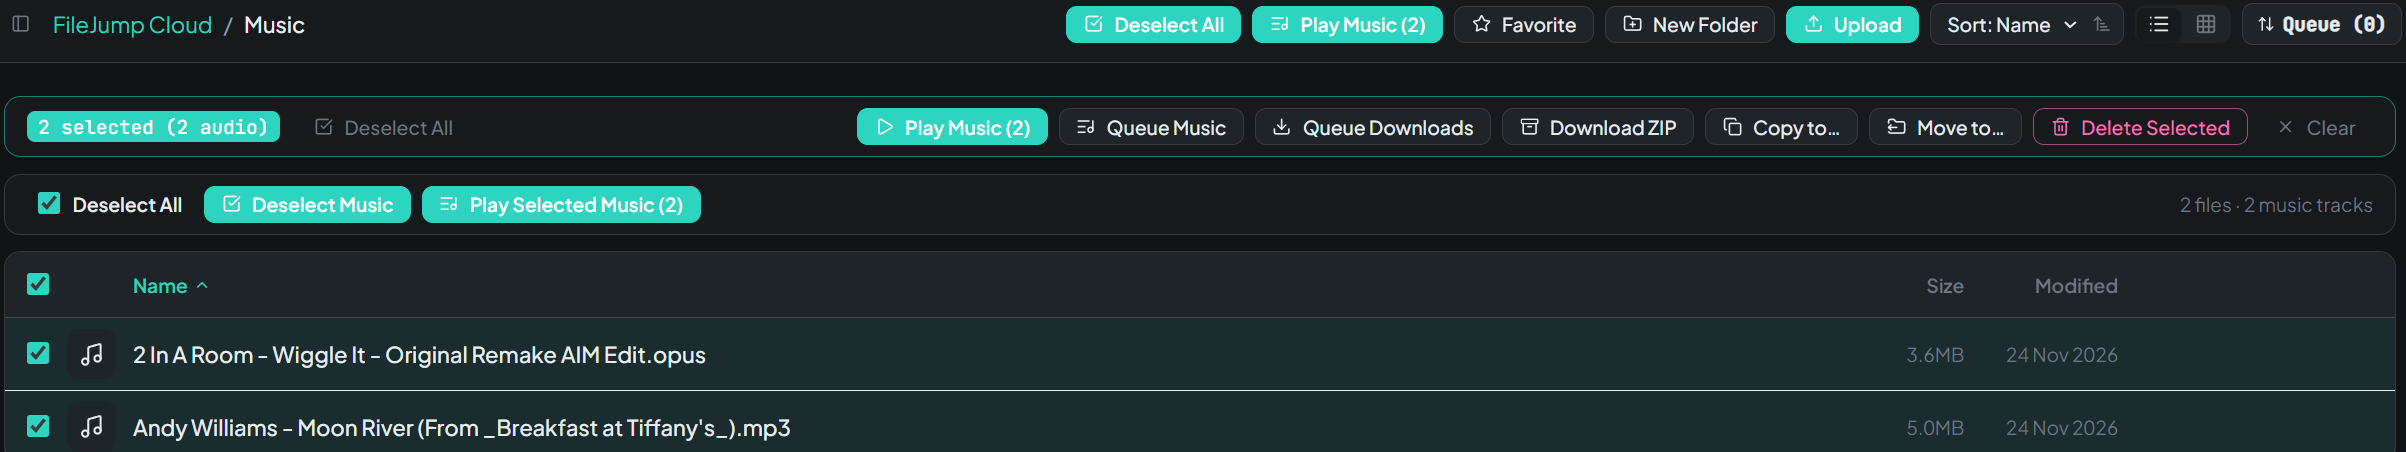 FileJump Cloud / Music Deselect All Play Music (2) Favorite New Folder Upload Sort: Name Queue (0)
2 selected (2 audio) Deselect All Play Music (2) Queue Music Queue Downloads Download ZIP Copy to... Move to... Delete Selected Clear
Deselect All Deselect Music Play Selected Music (2) 2 files · 2 music tracks
Name Size Modified
2 In A Room - Wiggle It - Original Remake AIM Edit.opus 3.6MB 24 Nov 2026
Andy Williams - Moon River (From _Breakfast at Tiffany's_).mp3 5.0MB 24 Nov 2026